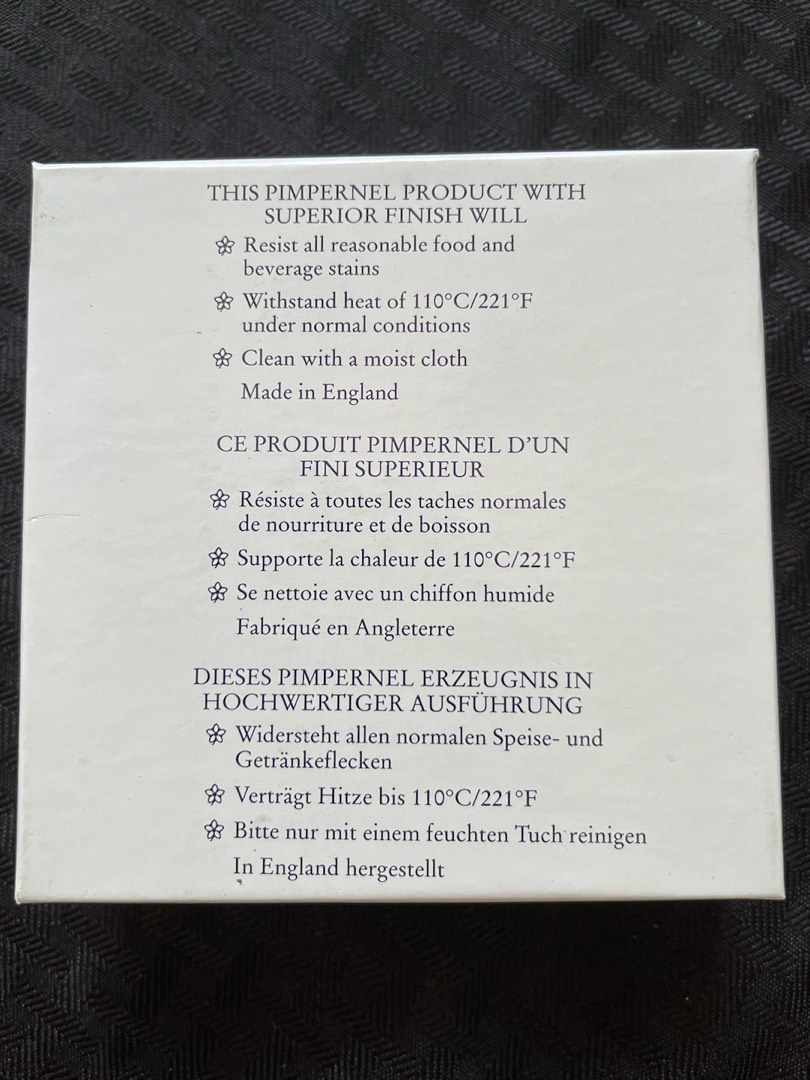 THIS PIMPERNEL PRODUCT WITH
SUPERIOR FINISH WILL
Resist all reasonable food and
beverage stains
Withstand heat of 110°C/221°F
under normal conditions
Clean with a moist cloth
Made in England
CE PRODUIT PIMPERNEL D'UN
FINI SUPERIEUR
Résiste à toutes les taches normales
de nourriture et de boisson
Supporte la chaleur de 110°C/221°F
Se nettoie avec un chiffon humide
Fabriqué en Angleterre
DIESES PIMPERNEL ERZEUGNIS IN
HOCHWERTIGER AUSFÜHRUNG
Widersteht allen normalen Speise- und
Getränkeflecken
Verträgt Hitze bis 110°C/221°F
Bitte nur mit einem feuchten Tuch reinigen
In England hergestellt